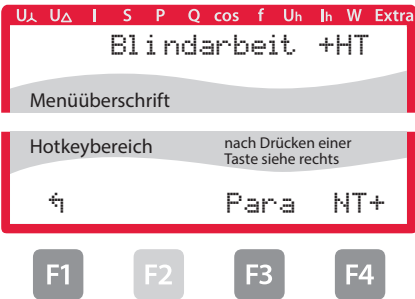 U⅄ U△ I S P Q cos f Uh Ih W Extra
Blindarbeit +HT
Menüüberschrift
Hotkeybereich
nach Drücken einer
Taste siehe rechts
↰ Para NT+
F1 F2 F3 F4